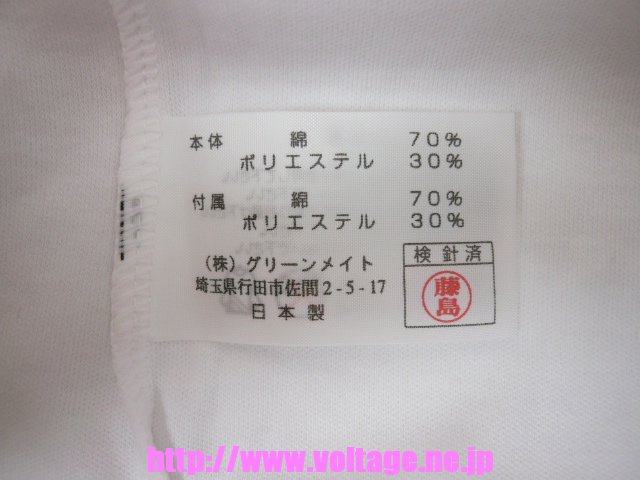 本体 綿 70%
ポリエステル 30%
付属 綿 70%
ポリエステル 30%
(株)グリーンメイト
埼玉県行田市佐間2-5-17
日本製
検針済
藤島
http://www.voltage.ne.jp